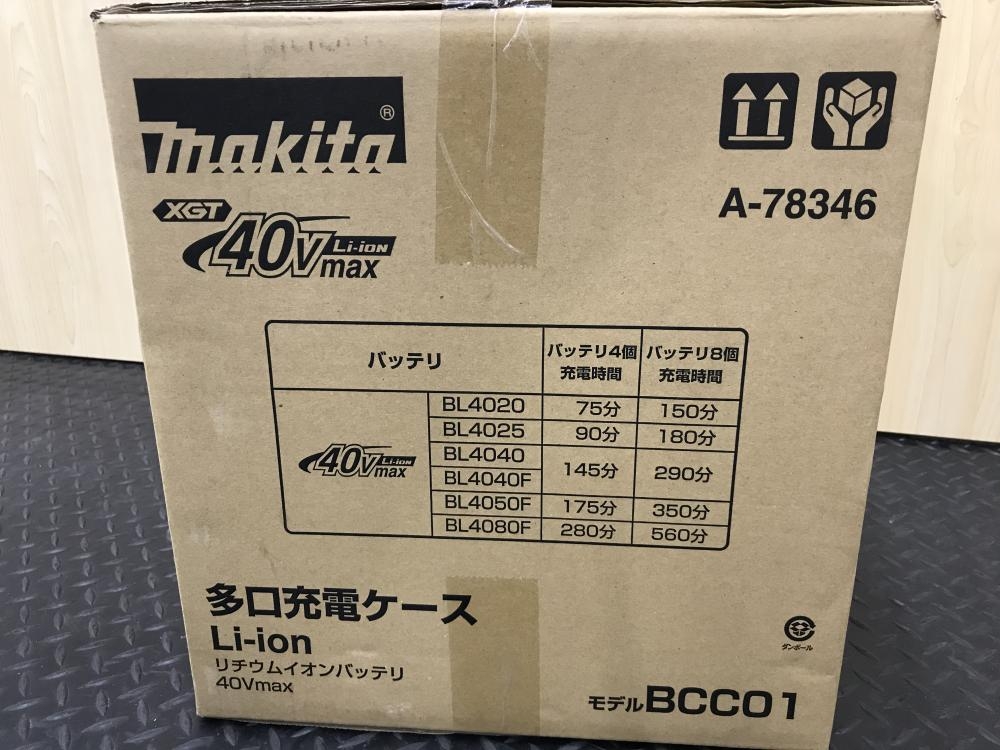 makita®
XGT
40Vmax Li-ion
A-78346
バッテリ バッテリ4個充電時間 バッテリ8個充電時間
40Vmax Li-ion
BL4020 75分 150分
BL4025 90分 180分
BL4040 145分 290分
BL4040F
BL4050F 175分 350分
BL4080F 280分 560分
多口充電ケース
Li-ion
リチウムイオンバッテリ
40Vmax
ダンボール
モデルBCC01